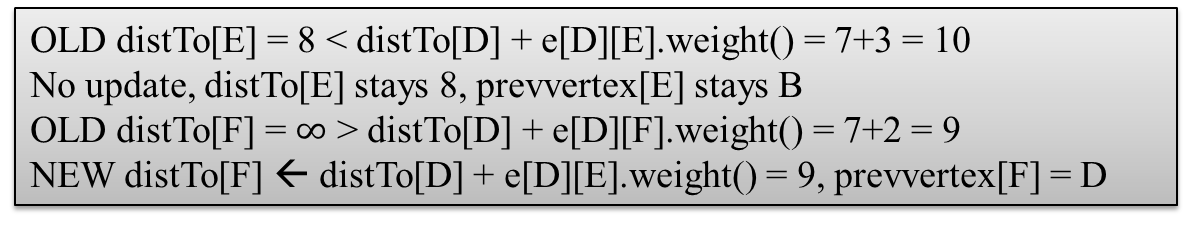 OLD distTo[E] = 8 < distTo[D] + e[D][E].weight() = 7+3 = 10
No update, distTo[E] stays 8, prevvertex[E] stays B
OLD distTo[F] = ∞ > distTo[D] + e[D][F].weight() = 7+2 = 9
NEW distTo[F] ← distTo[D] + e[D][E].weight() = 9, prevvertex[F] = D